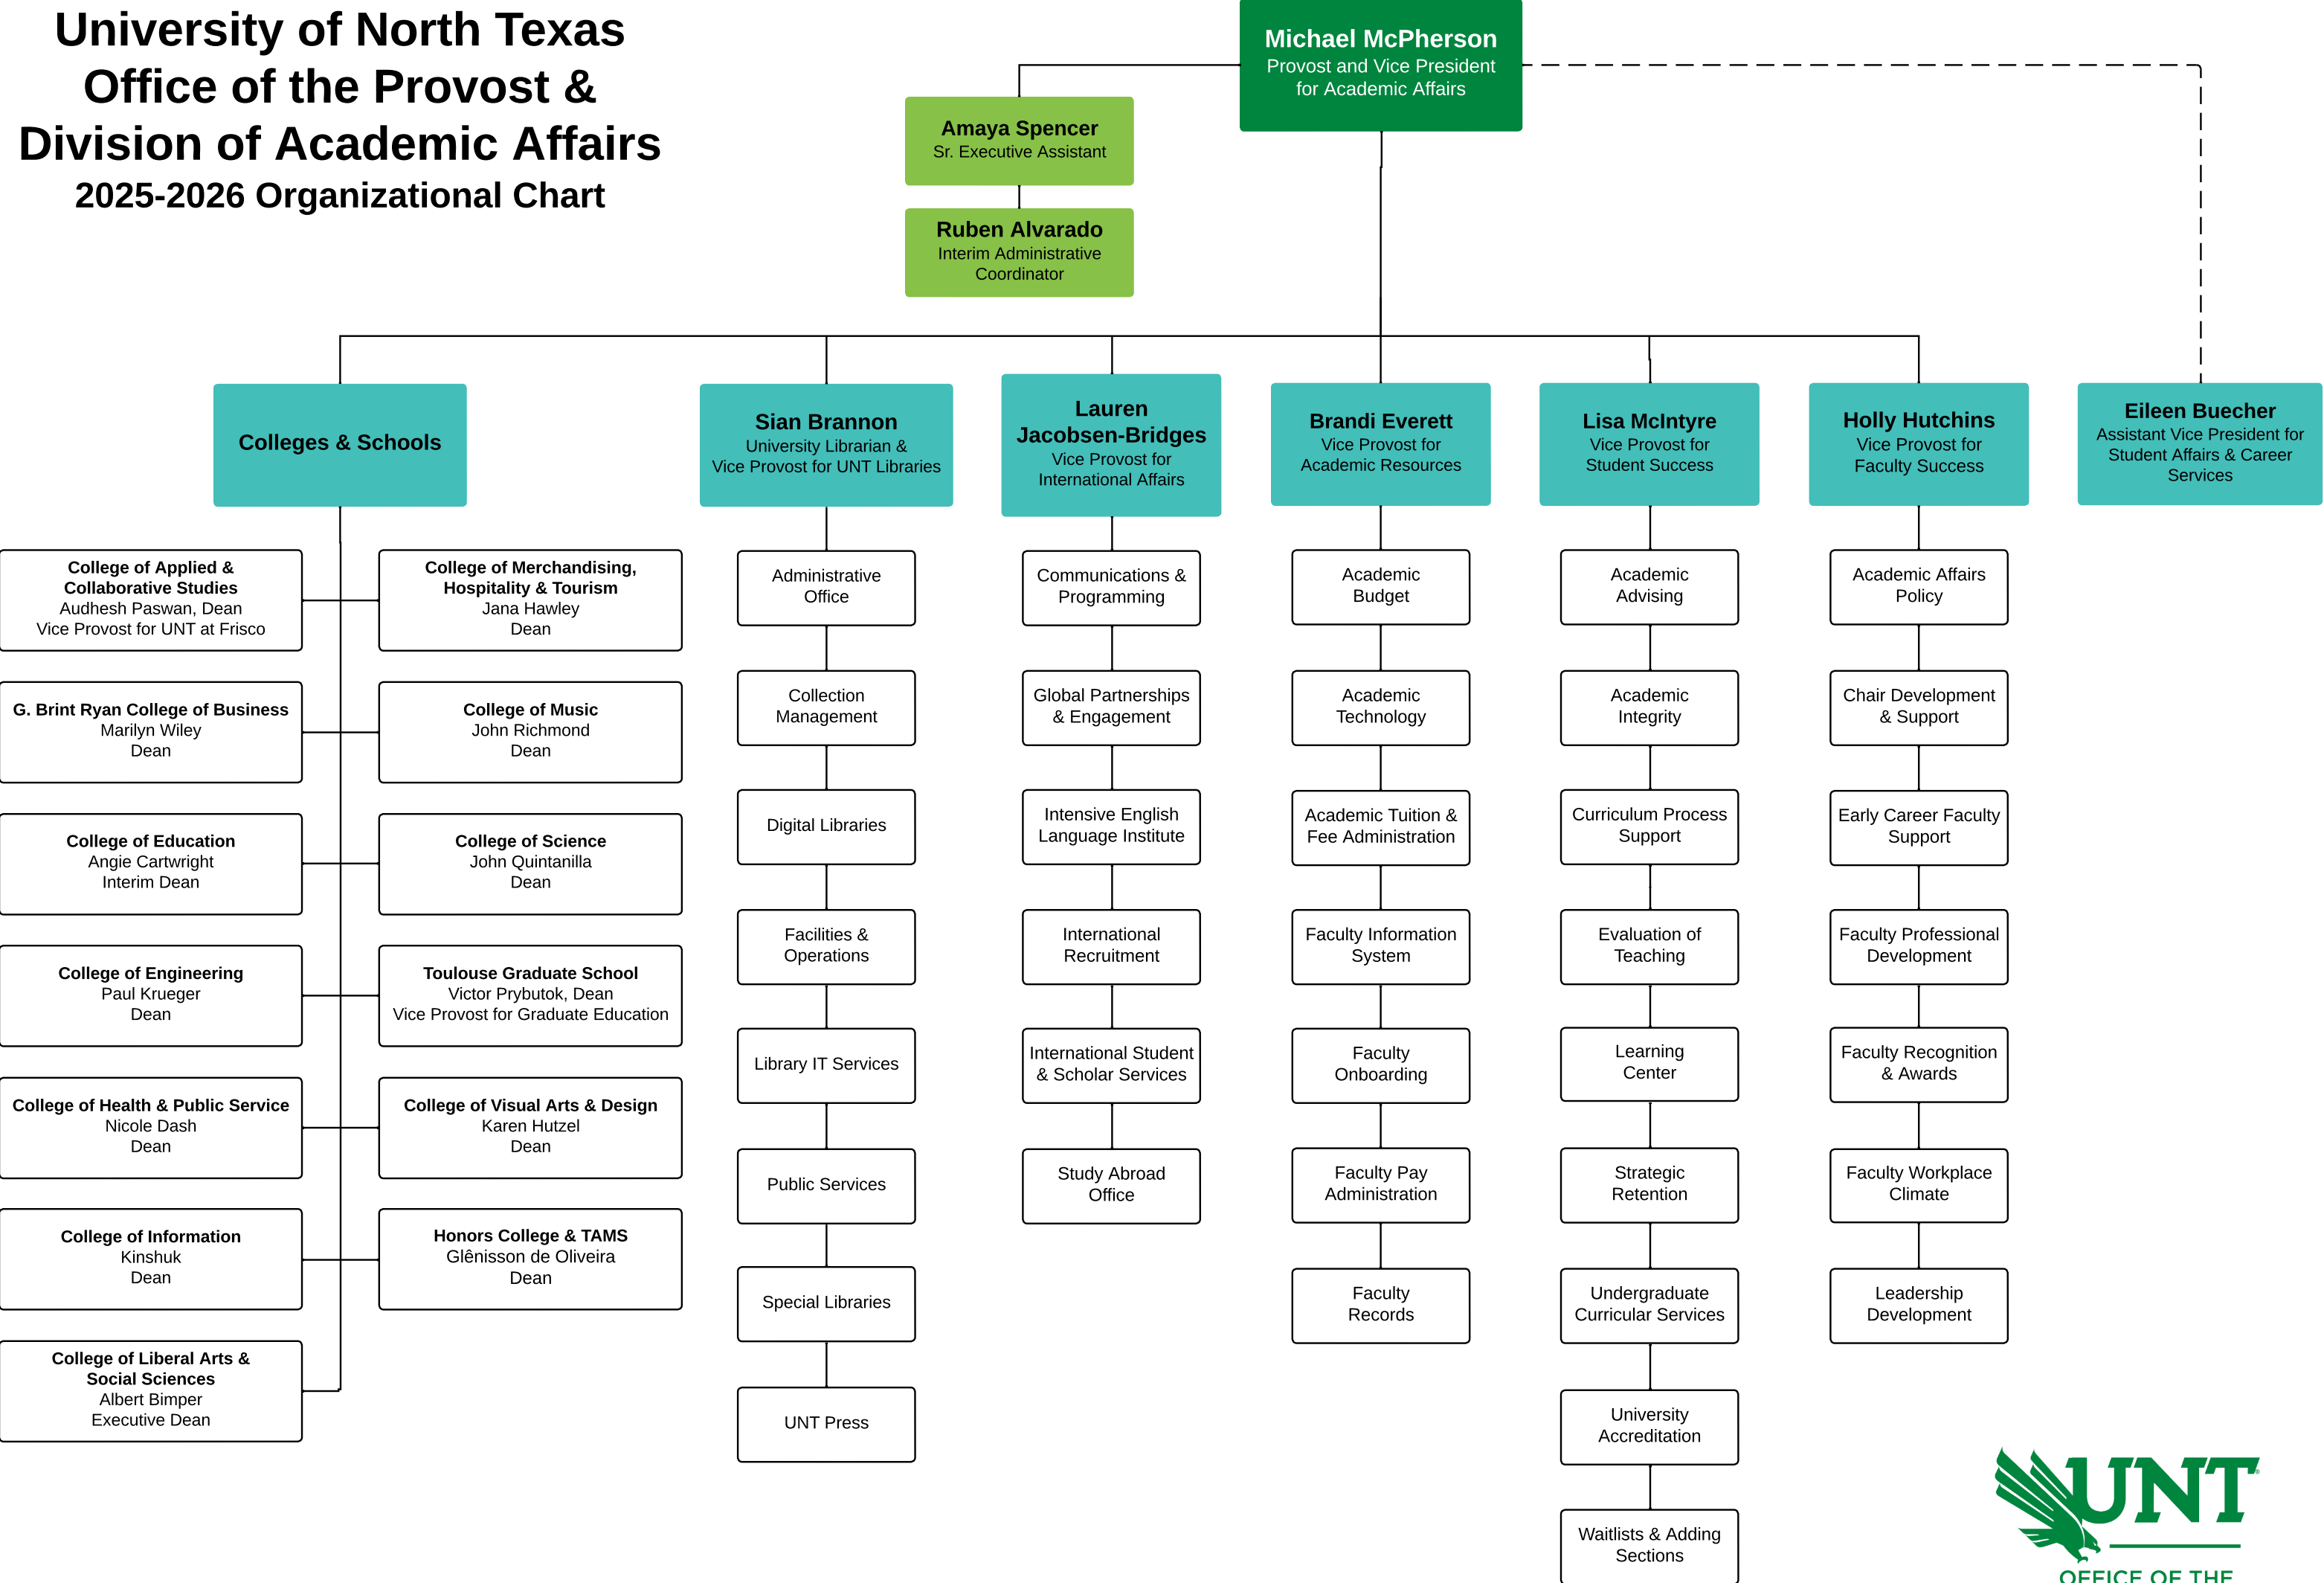 University of North Texas
Office of the Provost &
Division of Academic Affairs
2025-2026 Organizational Chart
Michael McPherson
Provost and Vice President
for Academic Affairs
Amaya Spencer
Sr. Executive Assistant
Ruben Alvarado
Interim Administrative
Coordinator
Colleges & Schools
College of Applied &
Collaborative Studies
Audhesh Paswan, Dean
Vice Provost for UNT at Frisco
G. Brint Ryan College of Business
Marilyn Wiley
Dean
College of Education
Angie Cartwright
Interim Dean
College of Engineering
Paul Krueger
Dean
College of Health & Public Service
Nicole Dash
Dean
College of Information
Kinshuk
Dean
College of Liberal Arts &
Social Sciences
Albert Bimper
Executive Dean
College of Merchandising,
Hospitality & Tourism
Jana Hawley
Dean
College of Music
John Richmond
Dean
College of Science
John Quintanilla
Dean
Toulouse Graduate School
Victor Prybutok, Dean
Vice Provost for Graduate Education
College of Visual Arts & Design
Karen Hutzel
Dean
Honors College & TAMS
Glênisson de Oliveira
Dean
Sian Brannon
University Librarian &
Vice Provost for UNT Libraries
Administrative
Office
Collection
Management
Digital Libraries
Facilities &
Operations
Library IT Services
Public Services
Special Libraries
UNT Press
Lauren
Jacobsen-Bridges
Vice Provost for
International Affairs
Communications &
Programming
Global Partnerships
& Engagement
Intensive English
Language Institute
International
Recruitment
International Student
& Scholar Services
Study Abroad
Office
Brandi Everett
Vice Provost for
Academic Resources
Academic
Budget
Academic
Technology
Academic Tuition &
Fee Administration
Faculty Information
System
Faculty
Onboarding
Faculty Pay
Administration
Faculty
Records
Lisa McIntyre
Vice Provost for
Student Success
Academic
Advising
Academic
Integrity
Curriculum Process
Support
Evaluation of
Teaching
Learning
Center
Strategic
Retention
Undergraduate
Curricular Services
University
Accreditation
Waitlists & Adding
Sections
Holly Hutchins
Vice Provost for
Faculty Success
Academic Affairs
Policy
Chair Development
& Support
Early Career Faculty
Support
Faculty Professional
Development
Faculty Recognition
& Awards
Faculty Workplace
Climate
Leadership
Development
Eileen Buecher
Assistant Vice President for
Student Affairs & Career
Services
UNT®
OFFICE OF THE